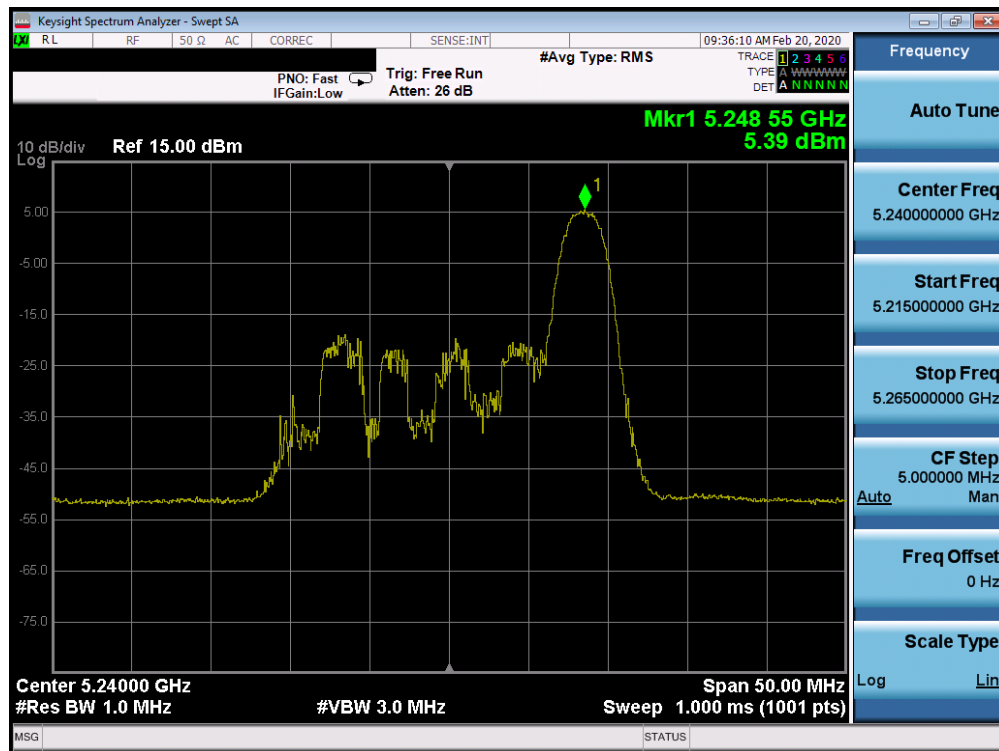 Keysight Spectrum Analyzer - Swept SA
LXI RL RF 50 Ω AC CORREC SENSE:INT 09:36:10 AM Feb 20, 2020
#Avg Type: RMS
TRACE 1 2 3 4 5 6
TYPE A WWWWW
DET A N N N N N
PNO: Fast
IFGain:Low
Trig: Free Run
Atten: 26 dB
Mkr1 5.248 55 GHz
5.39 dBm
10 dB/div
Log
Ref 15.00 dBm
1
5.00
-5.00
-15.0
-25.0
-35.0
-45.0
-55.0
-65.0
-75.0
Center 5.24000 GHz
#Res BW 1.0 MHz
#VBW 3.0 MHz
Span 50.00 MHz
Sweep 1.000 ms (1001 pts)
MSG
STATUS
Frequency
Auto Tune
Center Freq
5.240000000 GHz
Start Freq
5.215000000 GHz
Stop Freq
5.265000000 GHz
CF Step
5.000000 MHz
Auto Man
Freq Offset
0 Hz
Scale Type
Log Lin